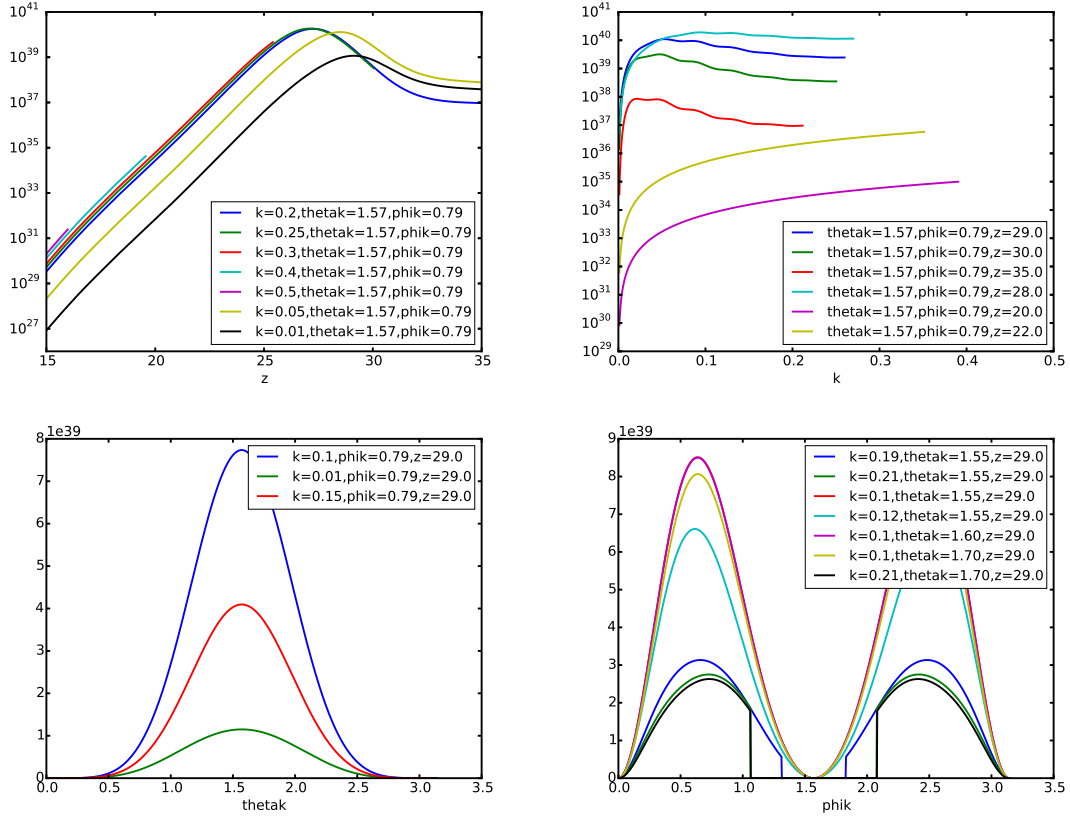 10^41
10^39
10^37
10^35
10^33
10^31
10^29
10^27
k=0.2,thetak=1.57,phik=0.79
k=0.25,thetak=1.57,phik=0.79
k=0.3,thetak=1.57,phik=0.79
k=0.4,thetak=1.57,phik=0.79
k=0.5,thetak=1.57,phik=0.79
k=0.05,thetak=1.57,phik=0.79
k=0.01,thetak=1.57,phik=0.79
15 20 25 30 35
z
10^41
10^40
10^39
10^38
10^37
10^36
10^35
10^34
10^33
10^32
10^31
10^30
10^29
thetak=1.57,phik=0.79,z=29.0
thetak=1.57,phik=0.79,z=30.0
thetak=1.57,phik=0.79,z=35.0
thetak=1.57,phik=0.79,z=28.0
thetak=1.57,phik=0.79,z=20.0
thetak=1.57,phik=0.79,z=22.0
0.0 0.1 0.2 0.3 0.4 0.5
k
1e39
8
7
6
5
4
3
2
1
0
k=0.1,phik=0.79,z=29.0
k=0.01,phik=0.79,z=29.0
k=0.15,phik=0.79,z=29.0
0.0 0.5 1.0 1.5 2.0 2.5 3.0 3.5
thetak
1e39
9
8
7
6
5
4
3
2
1
0
k=0.19,thetak=1.55,z=29.0
k=0.21,thetak=1.55,z=29.0
k=0.1,thetak=1.55,z=29.0
k=0.12,thetak=1.55,z=29.0
k=0.1,thetak=1.60,z=29.0
k=0.1,thetak=1.70,z=29.0
k=0.21,thetak=1.70,z=29.0
0.0 0.5 1.0 1.5 2.0 2.5 3.0 3.5
phik